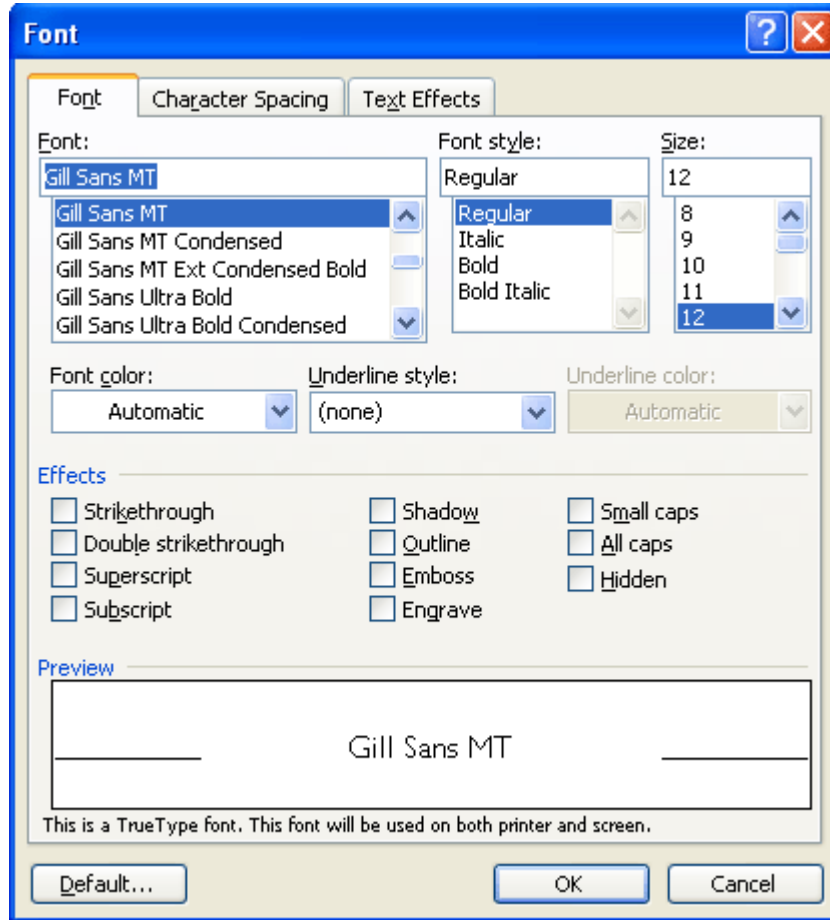 Font
Font Character Spacing Text Effects
Font: Font style: Size:
Gill Sans MT Regular 12
Gill Sans MT Regular 8
Gill Sans MT Condensed Italic 9
Gill Sans MT Ext Condensed Bold Bold 10
Gill Sans Ultra Bold Bold Italic 11
Gill Sans Ultra Bold Condensed 12
Font color: Underline style: Underline color:
Automatic (none) Automatic
Effects
Strikethrough Shadow Small caps
Double strikethrough Outline All caps
Superscript Emboss Hidden
Subscript Engrave
Preview
Gill Sans MT
This is a TrueType font. This font will be used on both printer and screen.
Default... OK Cancel